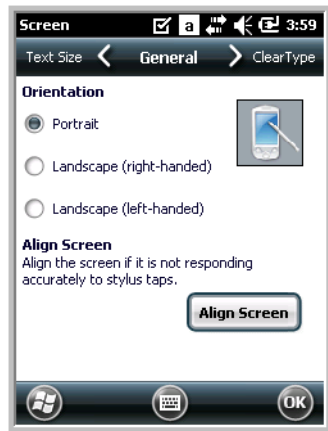 Screen a 3:59
Text Size General ClearType
Orientation
Portrait
Landscape (right-handed)
Landscape (left-handed)
Align Screen
Align the screen if it is not responding
accurately to stylus taps.
Align Screen
OK